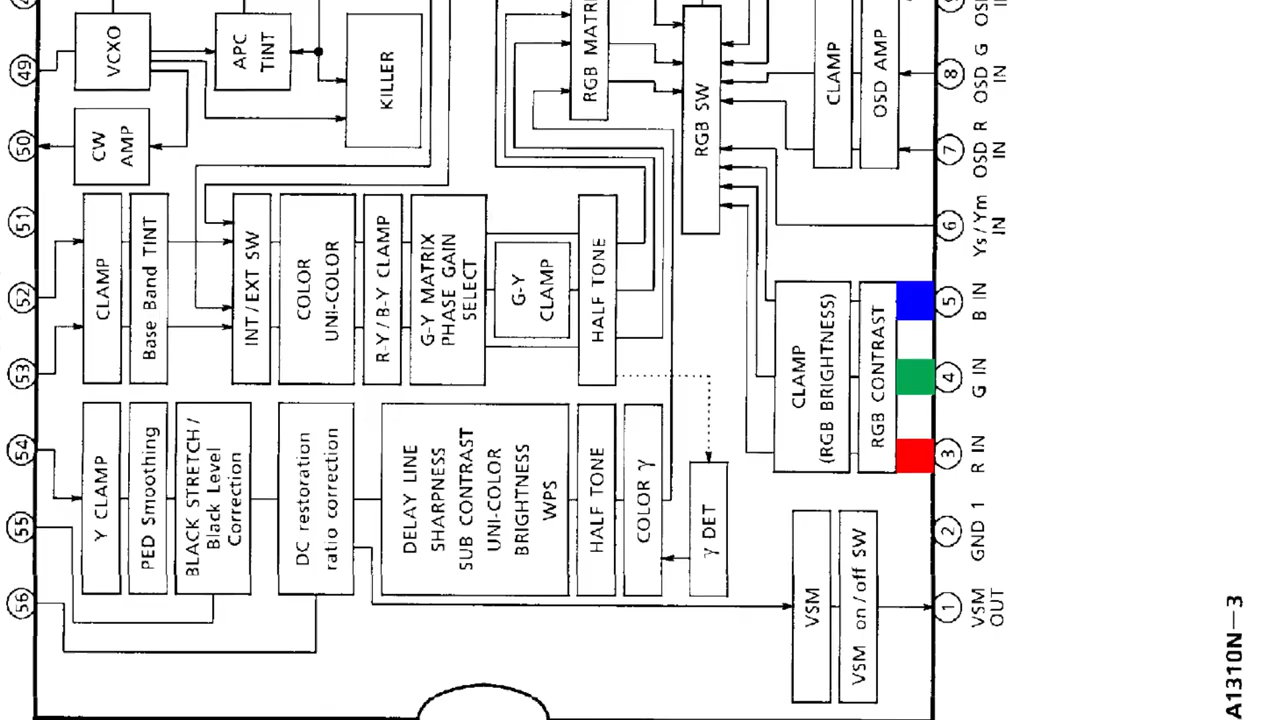 49
VCXO
APC
TINT
KILLER
RGB MATRI
RGB SW
CLAMP
OSD AMP
8
OSD G
IN
50
CW
AMP
7
OSD R
IN
51
52
53
CLAMP
Base Band TINT
INT/EXT SW
COLOR
UNI-COLOR
R-Y/B-Y CLAMP
G-Y MATRIX
PHASE GAIN
SELECT
G-Y
CLAMP
HALF TONE
6
Ys/Ym
IN
CLAMP
(RGB BRIGHTNESS)
RGB CONTRAST
5
B IN
4
G IN
3
R IN
54
55
56
Y CLAMP
PED Smoothing
BLACK STRETCH/
Black Level
Correction
DC restoration
ratio correction
DELAY LINE
SHARPNESS
SUB CONTRAST
UNI-COLOR
BRIGHTNESS
WPS
HALF TONE
COLOR γ
γ DET
VSM
VSM on/off SW
2
GND 1
1
VSM
OUT
A1310N－3